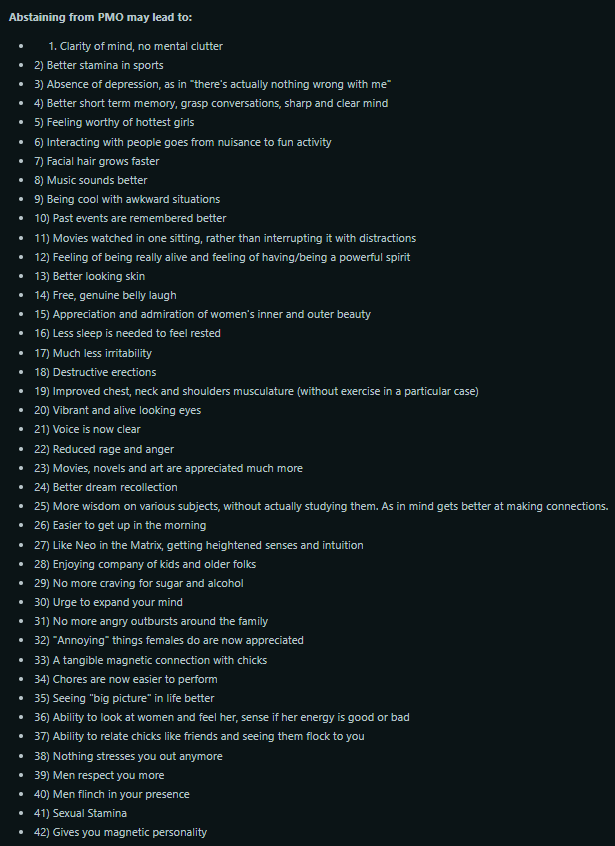 Abstaining from PMO may lead to:
• 1. Clarity of mind, no mental clutter
• 2) Better stamina in sports
• 3) Absence of depression, as in "there's actually nothing wrong with me"
• 4) Better short term memory, grasp conversations, sharp and clear mind
• 5) Feeling worthy of hottest girls
• 6) Interacting with people goes from nuisance to fun activity
• 7) Facial hair grows faster
• 8) Music sounds better
• 9) Being cool with awkward situations
• 10) Past events are remembered better
• 11) Movies watched in one sitting, rather than interrupting it with distractions
• 12) Feeling of being really alive and feeling of having/being a powerful spirit
• 13) Better looking skin
• 14) Free, genuine belly laugh
• 15) Appreciation and admiration of women's inner and outer beauty
• 16) Less sleep is needed to feel rested
• 17) Much less irritability
• 18) Destructive erections
• 19) Improved chest, neck and shoulders musculature (without exercise in a particular case)
• 20) Vibrant and alive looking eyes
• 21) Voice is now clear
• 22) Reduced rage and anger
• 23) Movies, novels and art are appreciated much more
• 24) Better dream recollection
• 25) More wisdom on various subjects, without actually studying them. As in mind gets better at making connections.
• 26) Easier to get up in the morning
• 27) Like Neo in the Matrix, getting heightened senses and intuition
• 28) Enjoying company of kids and older folks
• 29) No more craving for sugar and alcohol
• 30) Urge to expand your mind
• 31) No more angry outbursts around the family
• 32) "Annoying" things females do are now appreciated
• 33) A tangible magnetic connection with chicks
• 34) Chores are now easier to perform
• 35) Seeing "big picture" in life better
• 36) Ability to look at women and feel her, sense if her energy is good or bad
• 37) Ability to relate chicks like friends and seeing them flock to you
• 38) Nothing stresses you out anymore
• 39) Men respect you more
• 40) Men flinch in your presence
• 41) Sexual Stamina
• 42) Gives you magnetic personality